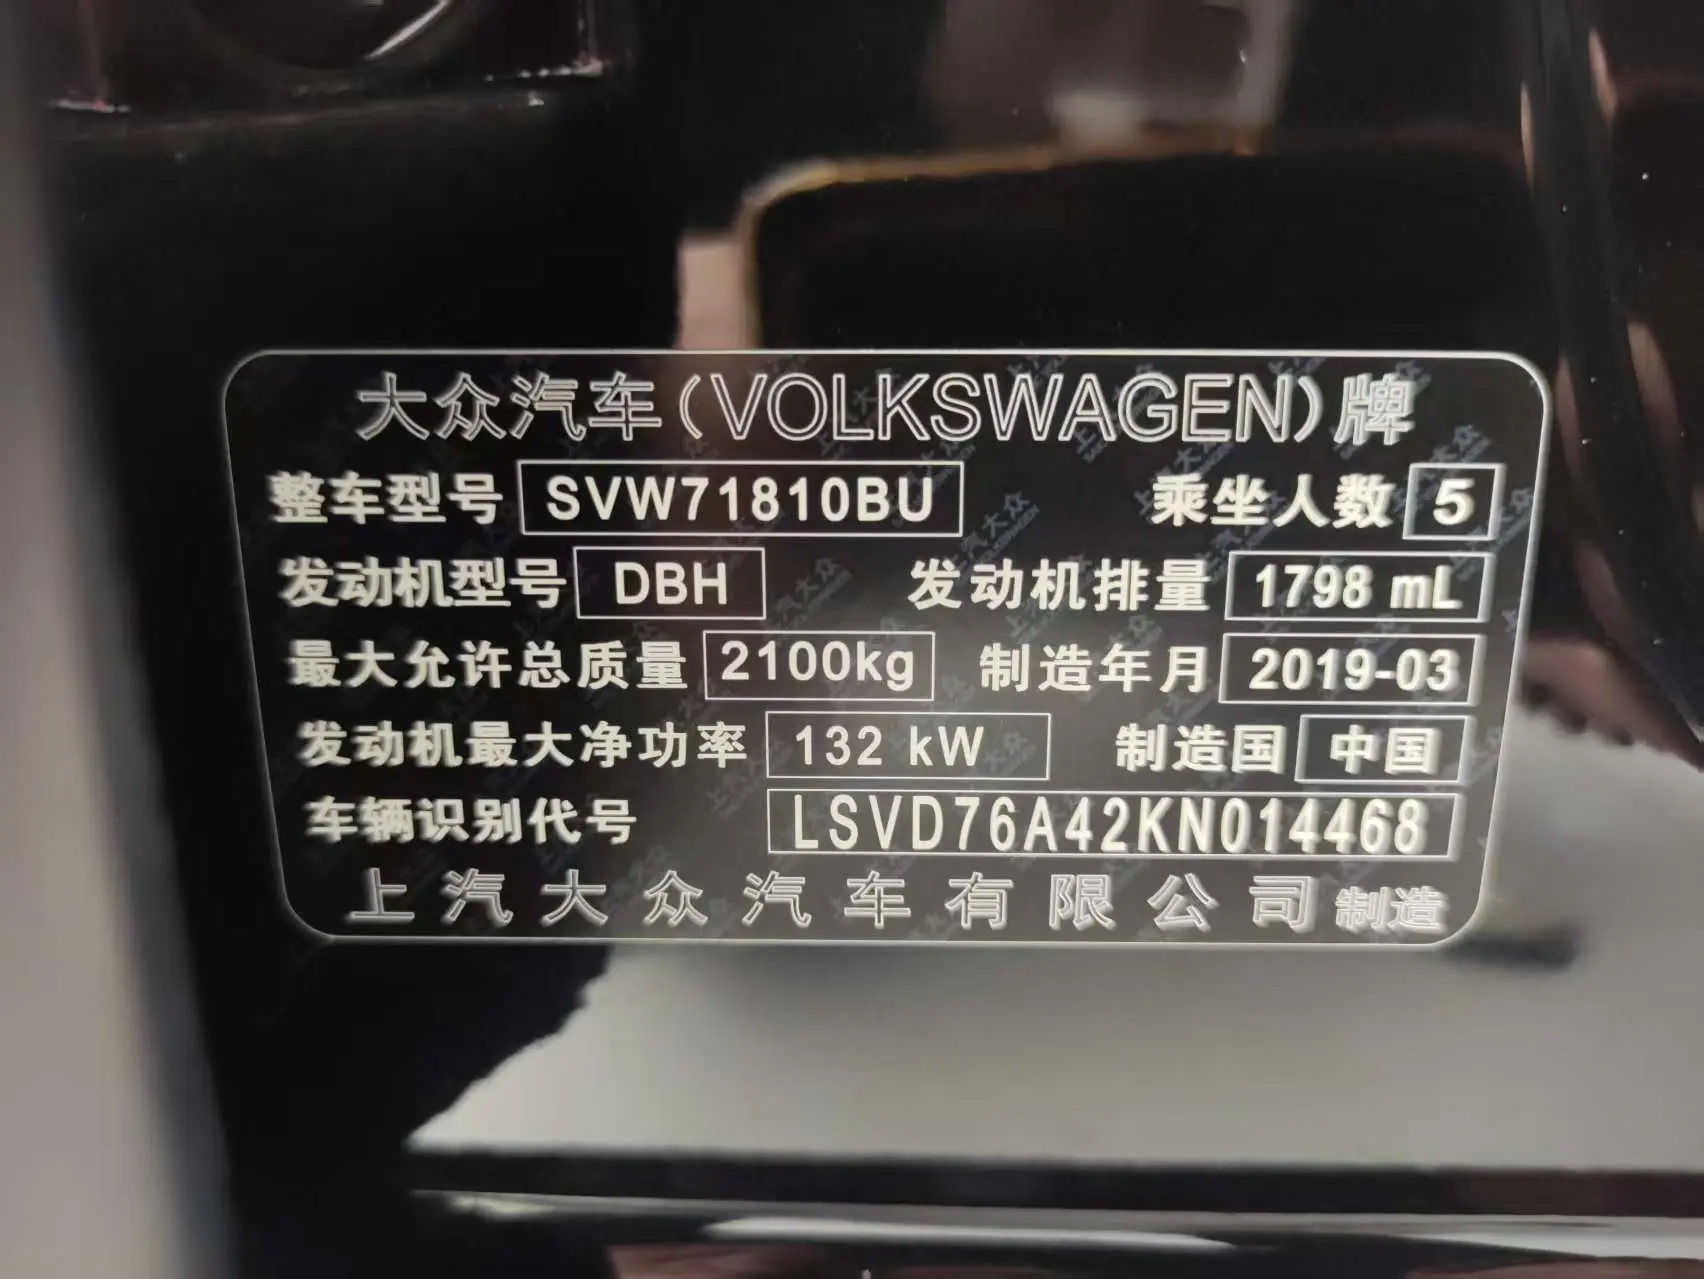 大众汽车(VOLKSWAGEN)牌
整车型号 SVW71810BU 乘坐人数 5
发动机型号 DBH 发动机排量 1798 mL
最大允许总质量 2100kg 制造年月 2019-03
发动机最大净功率 132 kW 制造国 中国
车辆识别代号 LSVD76A42KN014468
上汽大众汽车有限公司 制造